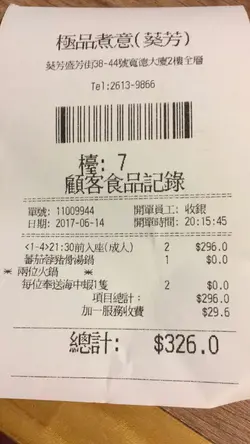 極品煮意(葵芳)
葵芳盛芳街38-44號寬德大廈2樓全層
Tel:2613-9866
檯: 7
顧客食品記錄
單號: 11009944 開單員工: 收銀
日期: 2017-06-14 開單時間: 20:15:45
<1-4>21:30前入座(成人) 2 $296.0
蕃茄薯豬骨湯鍋 1 $0.0
* 兩位火鍋 *
每位奉送海中蝦1隻 2 $0.0
項目總計: $296.0
加一服務收費 $29.6
總計: $326.0